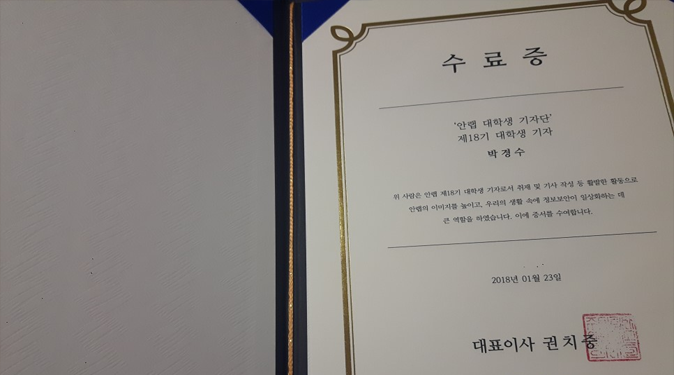 수료증
'안랩 대학생 기자단'
제18기 대학생 기자
박경수
위 사람은 안랩 제18기 대학생 기자로서 취재 및 기사 작성 등 활발한 활동으로
안랩의 이미지를 높이고, 우리의 생활 속에 정보보안이 일상화하는 데
큰 역할을 하였습니다. 이에 증서를 수여합니다.
2018년 01월 23일
대표이사 권치중